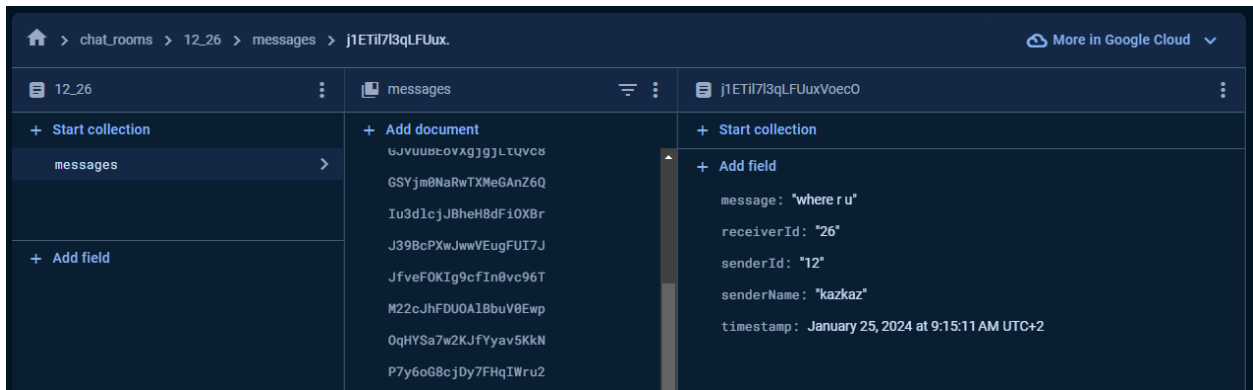 chat_rooms > 12_26 > messages > j1ETil7l3qLFUux.
More in Google Cloud
12_26
messages
j1ETil7l3qLFUuxVoecO
+ Start collection
+ Add document
+ Start collection
messages
GJvuuBEovXgjgjLtQvc8
+ Add field
GSYjm0NaRwTXMeGAnZ6Q
message: "where r u"
Iu3dlcjJBheH8dFiOXBr
receiverId: "26"
J39BcPXwJwwVEugFUI7J
+ Add field
senderId: "12"
JfveFOKIg9cfIn0vc96T
senderName: "kazkaz"
M22cJhFDUOAlBbuV0Ewp
timestamp: January 25, 2024 at 9:15:11 AM UTC+2
OqHYSa7w2KJfYyav5KkN
P7y6oG8cjDy7FHqIWru2